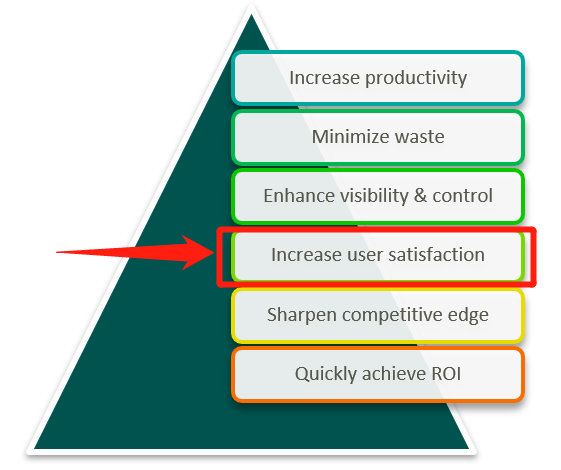 Increase productivity
Minimize waste
Enhance visibility & control
Increase user satisfaction
Sharpen competitive edge
Quickly achieve ROI